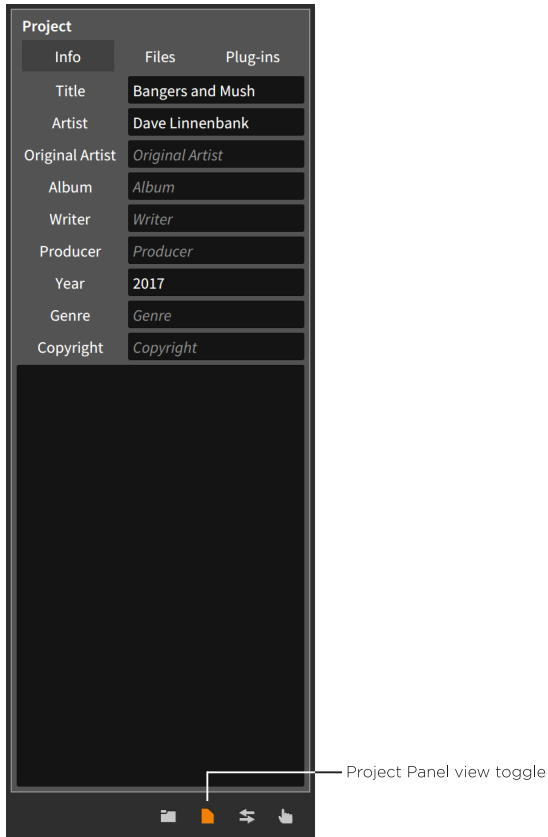 Project
Info Files Plug-ins
Title Bangers and Mush
Artist Dave Linnenbank
Original Artist Original Artist
Album Album
Writer Writer
Producer Producer
Year 2017
Genre Genre
Copyright Copyright
Project Panel view toggle